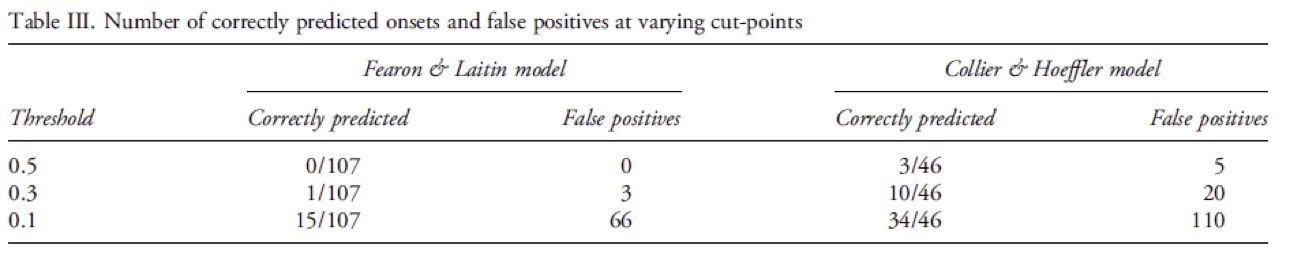 Table III. Number of correctly predicted onsets and false positives at varying cut-points
Fearon & Laitin model Collier & Hoeffler model
Threshold Correctly predicted False positives Correctly predicted False positives
0.5 0/107 0 3/46 5
0.3 1/107 3 10/46 20
0.1 15/107 66 34/46 110